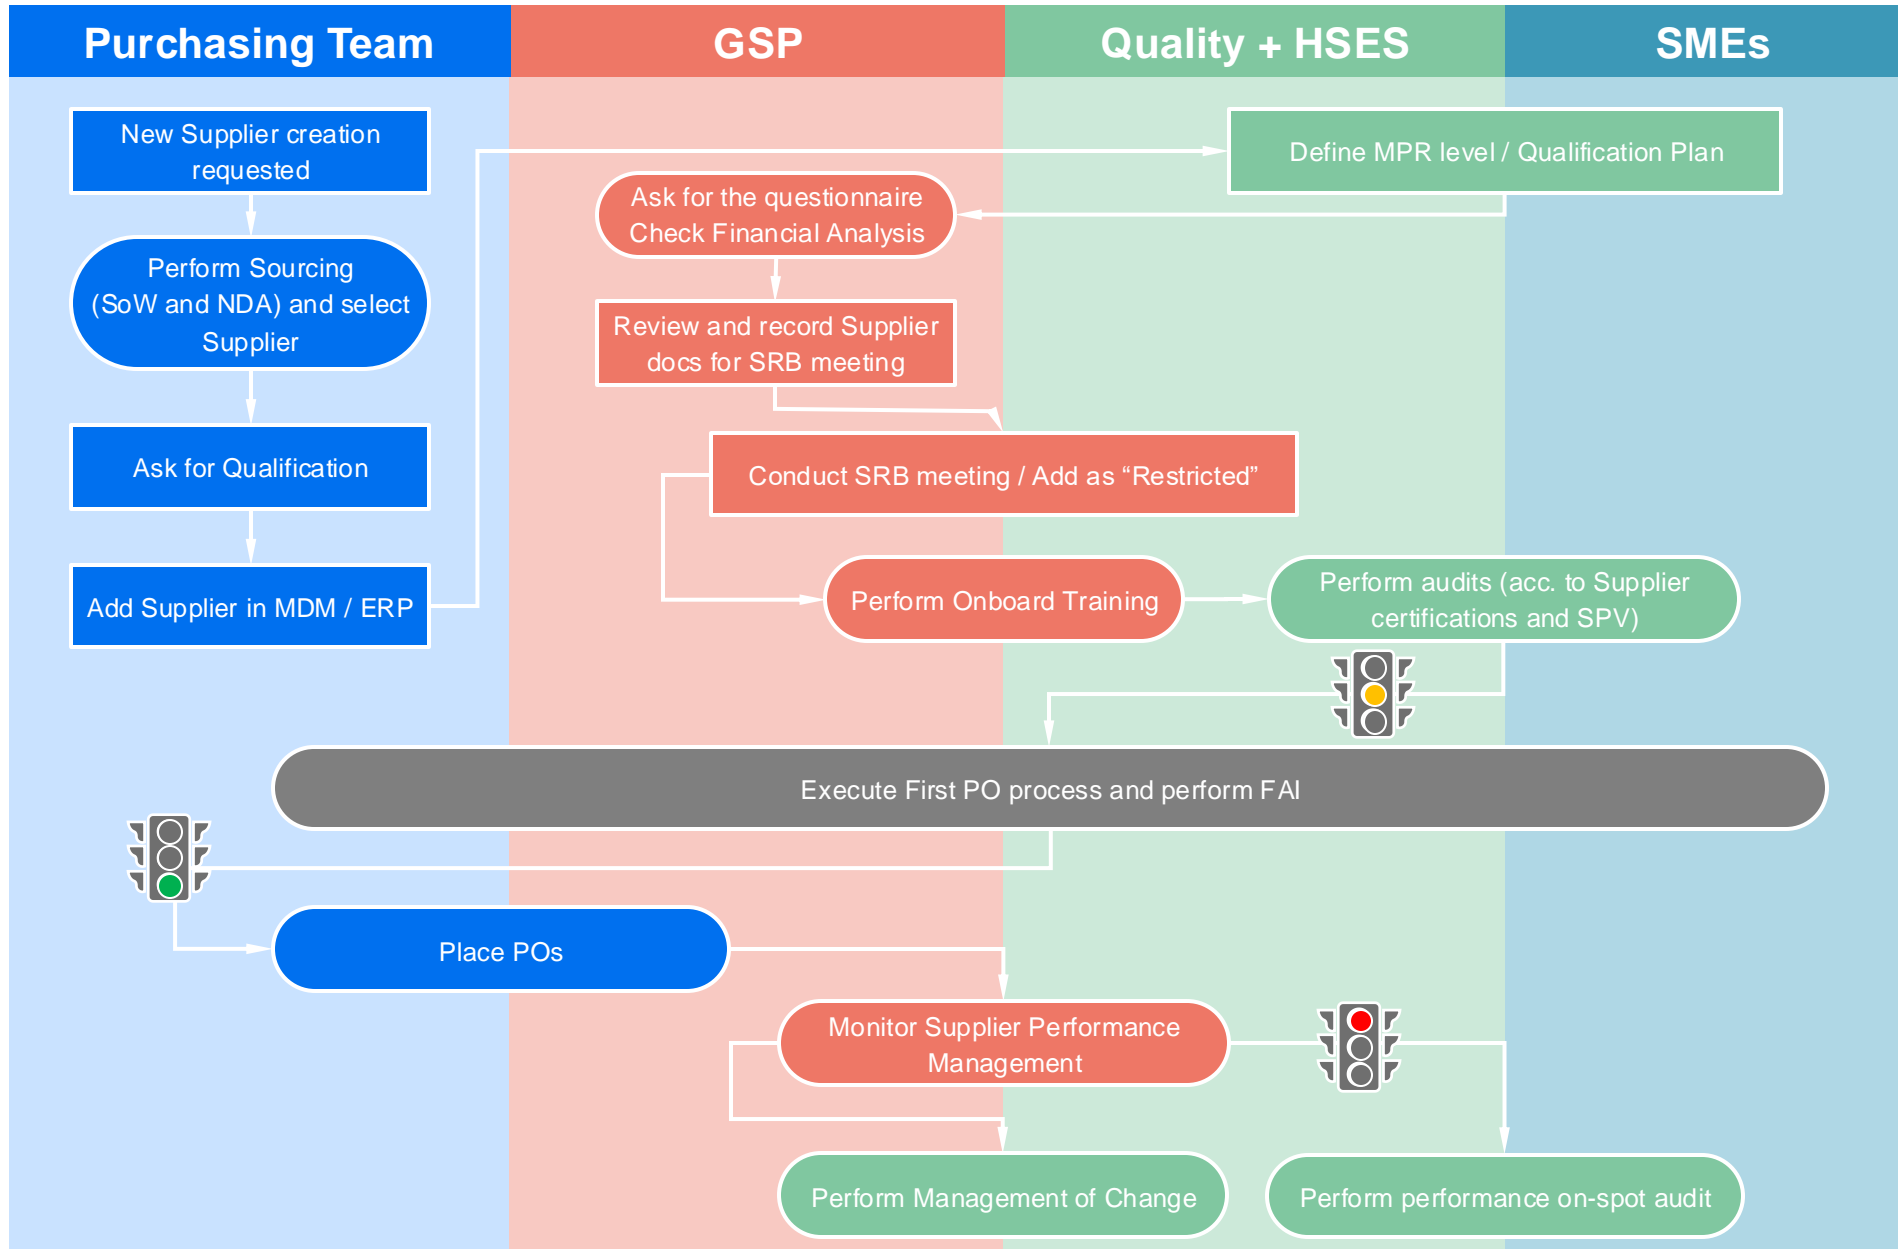 Purchasing Team
GSP
Quality + HSES
SMEs
New Supplier creation
requested
Define MPR level / Qualification Plan
Ask for the questionnaire
Check Financial Analysis
Perform Sourcing
(SoW and NDA) and select
Supplier
Review and record Supplier
docs for SRB meeting
Ask for Qualification
Conduct SRB meeting / Add as “Restricted”
Add Supplier in MDM / ERP
Perform Onboard Training
Perform audits (acc. to Supplier
certifications and SPV)
Execute First PO process and perform FAI
Place POs
Monitor Supplier Performance
Management
Perform Management of Change
Perform performance on-spot audit